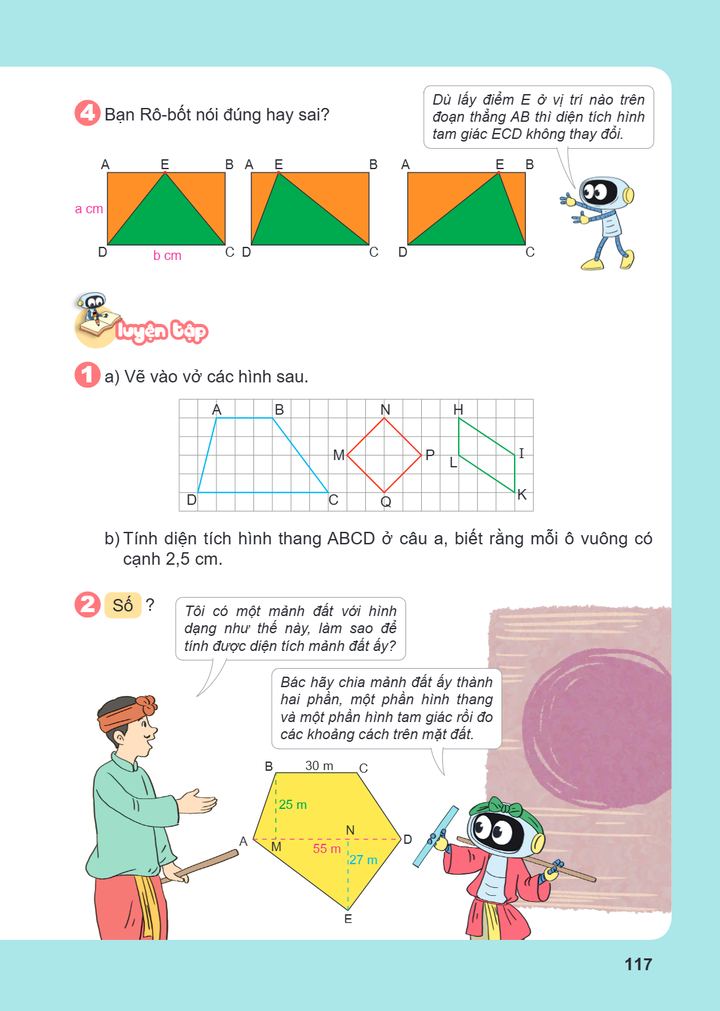 4 Bạn Rô-bốt nói đúng hay sai?
Dù lấy điểm E ở vị trí nào trên
đoạn thẳng AB thì diện tích hình
tam giác ECD không thay đổi.
A E B A E B A E B
a cm
D C D C D C
b cm
luyện tập
1 a) Vẽ vào vở các hình sau.
A B N H
M P L I
D C Q K
b) Tính diện tích hình thang ABCD ở câu a, biết rằng mỗi ô vuông có
cạnh 2,5 cm.
2 Số ?
Tôi có một mảnh đất với hình
dạng như thế này, làm sao để
tính được diện tích mảnh đất ấy?
Bác hãy chia mảnh đất ấy thành
hai phần, một phần hình thang
và một phần hình tam giác rồi đo
các khoảng cách trên mặt đất.
B 30 m C
25 m
A M 55 m N D
27 m
E
117